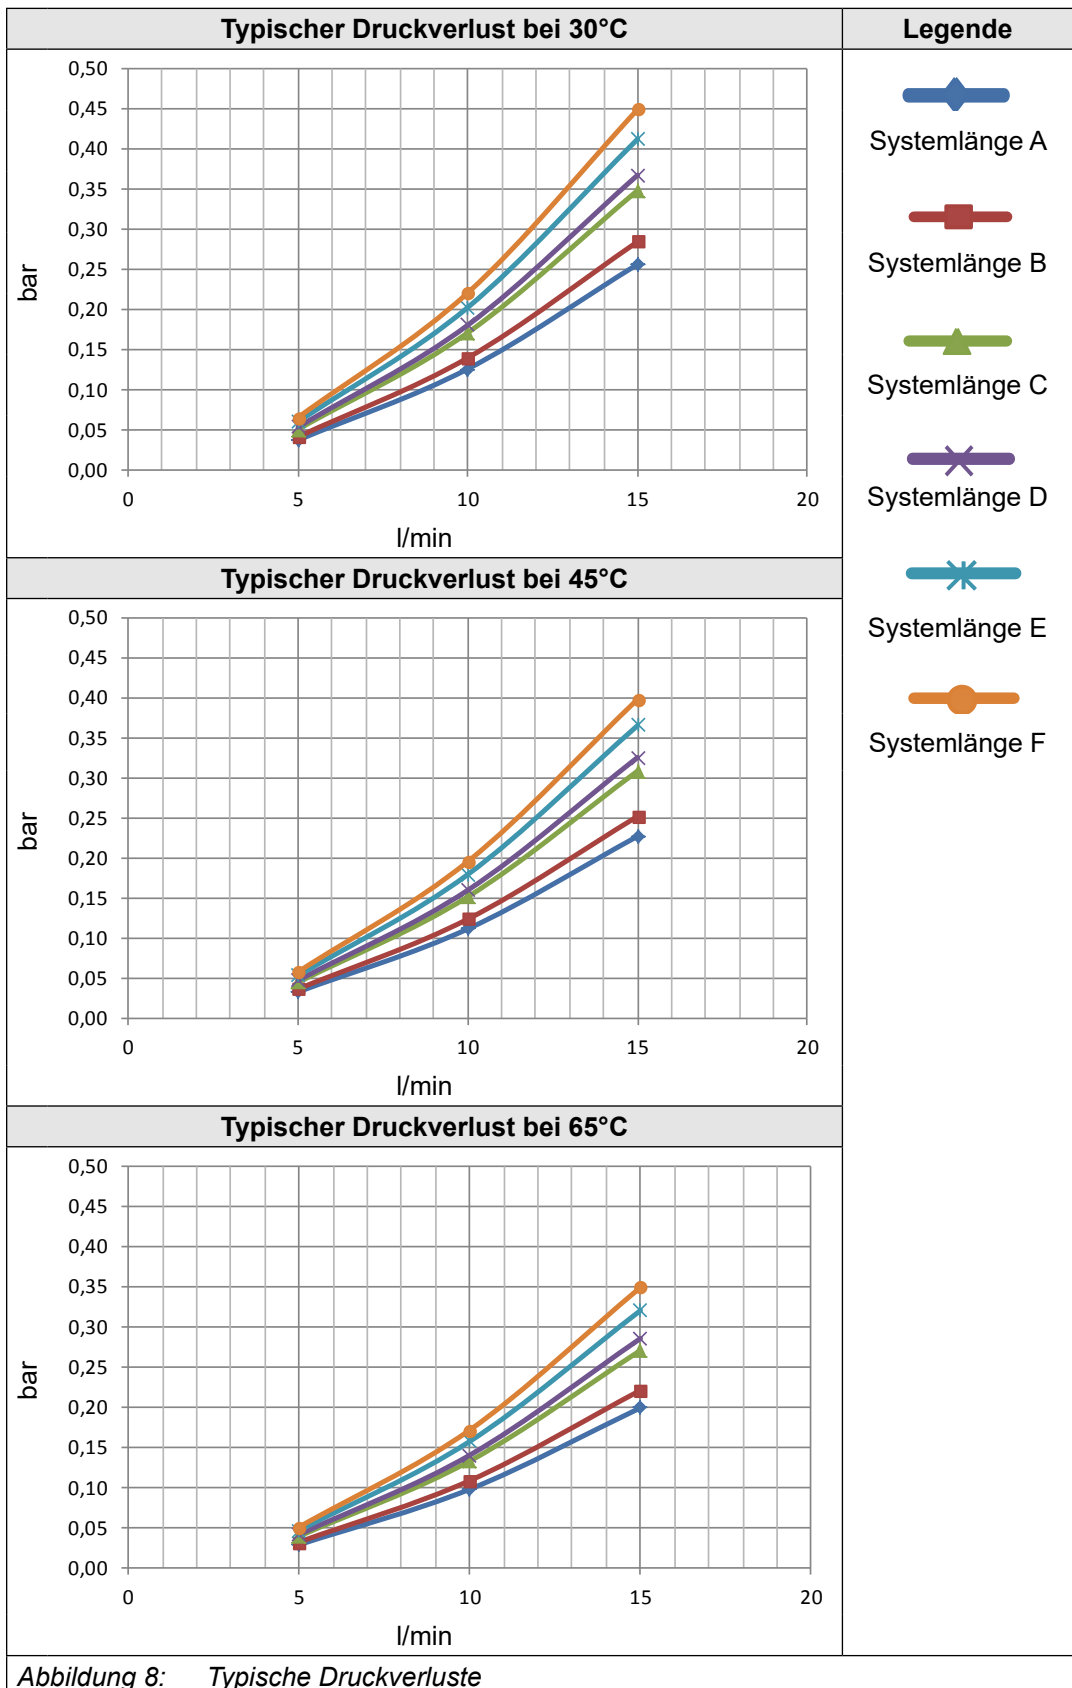 Typischer Druckverlust bei 30°C
Legende
0,50
0,45
0,40
0,35
0,30
0,25
0,20
0,15
0,10
0,05
0,00
bar
0 5 10 15 20
l/min
Systemlänge A
Systemlänge B
Systemlänge C
Systemlänge D
Systemlänge E
Systemlänge F
Typischer Druckverlust bei 45°C
0,50
0,45
0,40
0,35
0,30
0,25
0,20
0,15
0,10
0,05
0,00
bar
0 5 10 15 20
l/min
Typischer Druckverlust bei 65°C
0,50
0,45
0,40
0,35
0,30
0,25
0,20
0,15
0,10
0,05
0,00
bar
0 5 10 15 20
l/min
Abbildung 8: Typische Druckverluste